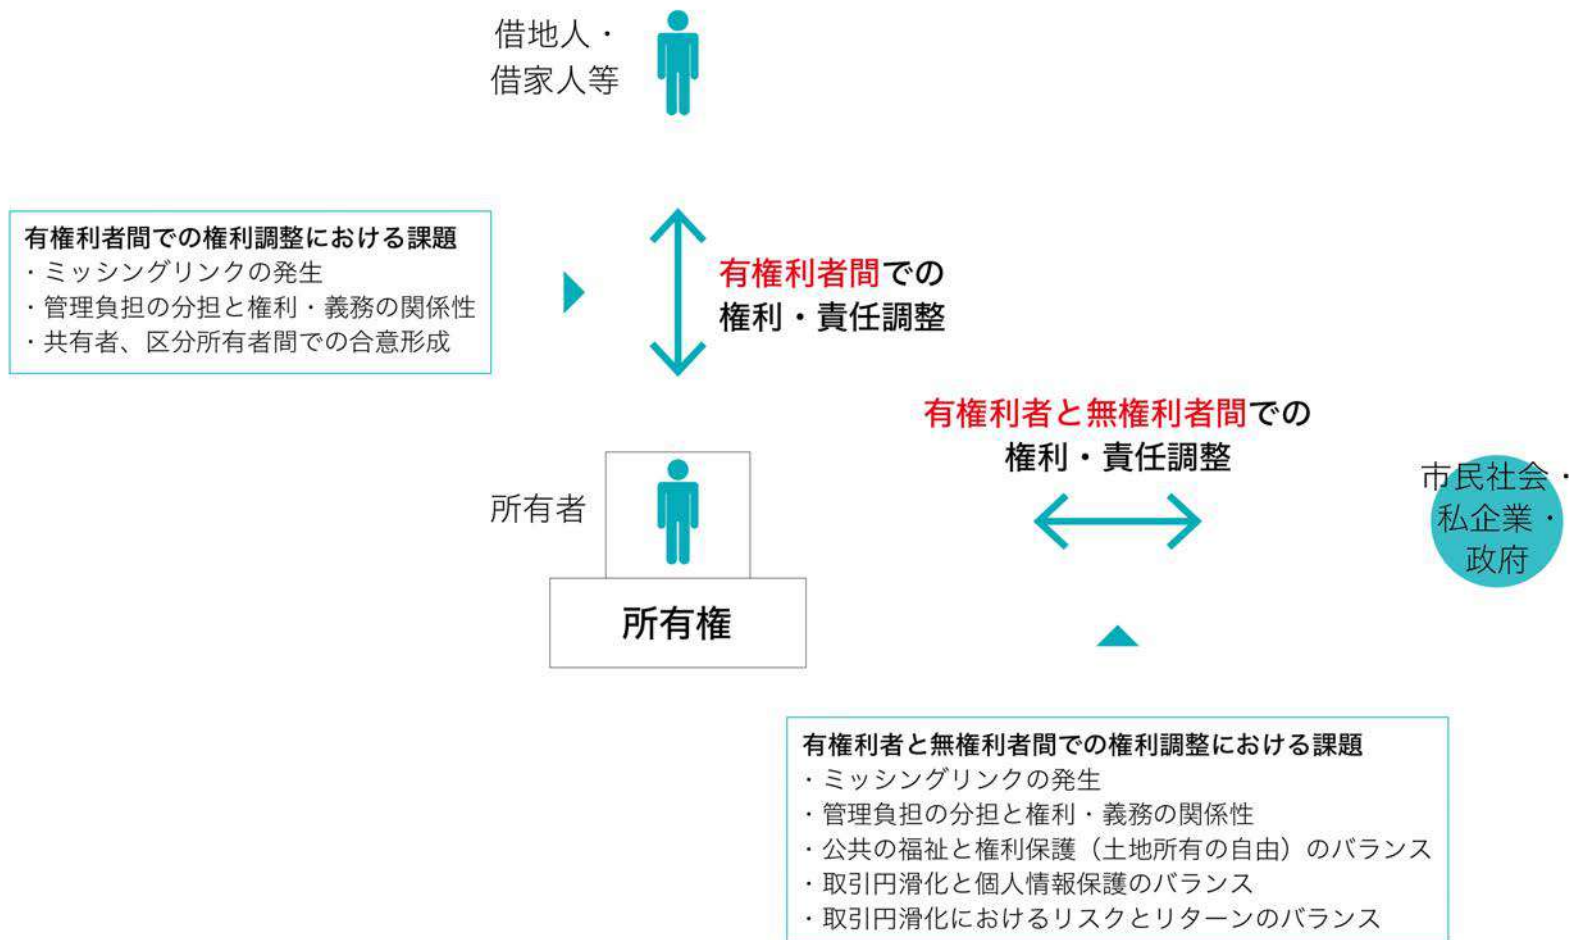 借地人・
借家人等
有権利者間での権利調整における課題
・ミッシングリンクの発生
・管理負担の分担と権利・義務の関係性
・共有者、区分所有者間での合意形成
有権利者間での
権利・責任調整
有権利者と無権利者間での
権利・責任調整
市民社会・
私企業・
政府
所有者
所有権
有権利者と無権利者間での権利調整における課題
・ミッシングリンクの発生
・管理負担の分担と権利・義務の関係性
・公共の福祉と権利保護（土地所有の自由）のバランス
・取引円滑化と個人情報保護のバランス
・取引円滑化におけるリスクとリターンのバランス